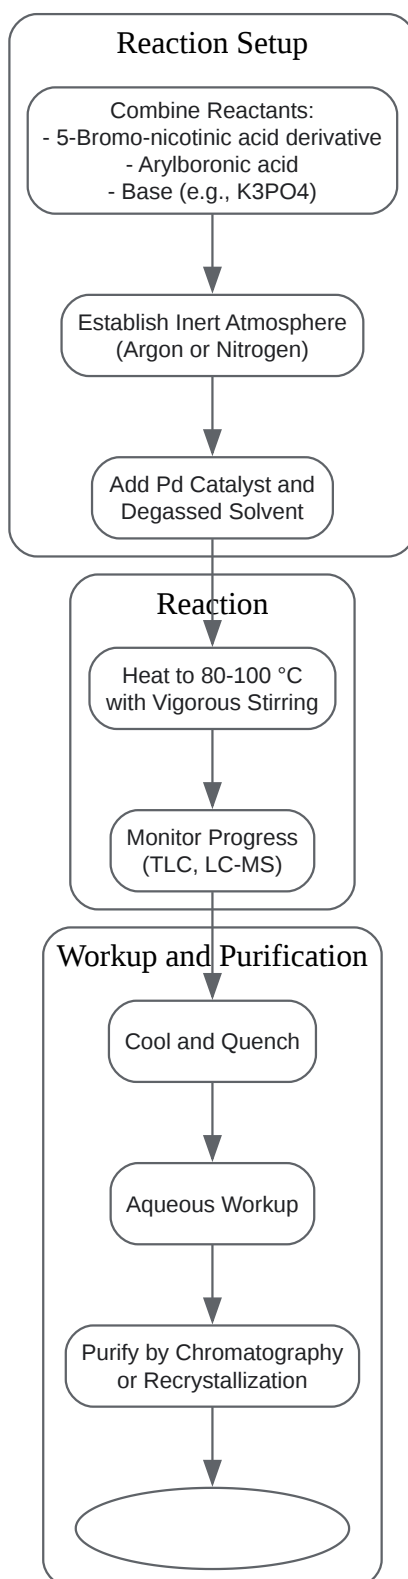 Reaction Setup
Combine Reactants:
- 5-Bromo-nicotinic acid derivative
- Arylboronic acid
- Base (e.g., K3PO4)
Establish Inert Atmosphere
(Argon or Nitrogen)
Add Pd Catalyst and
Degassed Solvent
Reaction
Heat to 80-100 °C
with Vigorous Stirring
Monitor Progress
(TLC, LC-MS)
Workup and Purification
Cool and Quench
Aqueous Workup
Purify by Chromatography
or Recrystallization